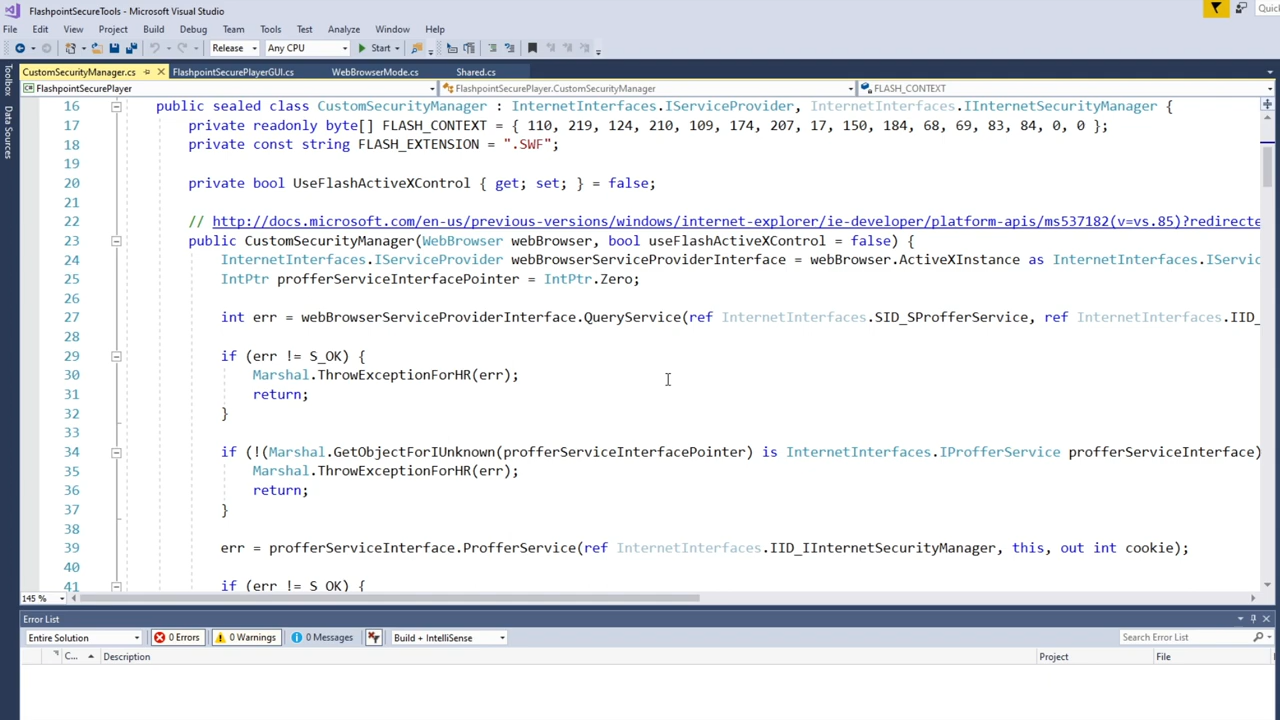 FlashpointSecureTools - Microsoft Visual Studio
Quic
File Edit View Project Build Debug Team Tools Test Analyze Window Help
Release Any CPU Start
CustomSecurityManager.cs FlashpointSecurePlayerGUI.cs WebBrowserMode.cs Shared.cs
FlashpointSecurePlayer FlashpointSecurePlayer.CustomSecurityManager FLASH_CONTEXT
Toolbox
Data Sources
16 public sealed class CustomSecurityManager : InternetInterfaces.IServiceProvider, InternetInterfaces.IInternetSecurityManager {
17 private readonly byte[] FLASH_CONTEXT = { 110, 219, 124, 210, 109, 174, 207, 17, 150, 184, 68, 69, 83, 84, 0, 0 };
18 private const string FLASH_EXTENSION = ".SWF";
19
20 private bool UseFlashActiveXControl { get; set; } = false;
21
22 // http://docs.microsoft.com/en-us/previous-versions/windows/internet-explorer/ie-developer/platform-apis/ms537182(v=vs.85)?redirecte
23 public CustomSecurityManager(WebBrowser webBrowser, bool useFlashActiveXControl = false) {
24 InternetInterfaces.IServiceProvider webBrowserServiceProviderInterface = webBrowser.ActiveXInstance as InternetInterfaces.IServic
25 IntPtr profferServiceInterfacePointer = IntPtr.Zero;
26
27 int err = webBrowserServiceProviderInterface.QueryService(ref InternetInterfaces.SID_SProfferService, ref InternetInterfaces.IID_
28
29 if (err != S_OK) {
30 Marshal.ThrowExceptionForHR(err);
31 return;
32 }
33
34 if (!(Marshal.GetObjectForIUnknown(profferServiceInterfacePointer) is InternetInterfaces.IProfferService profferServiceInterface)
35 Marshal.ThrowExceptionForHR(err);
36 return;
37 }
38
39 err = profferServiceInterface.ProfferService(ref InternetInterfaces.IID_IInternetSecurityManager, this, out int cookie);
40
41 if (err != S_OK) {
145 %
Error List
Entire Solution 0 Errors 0 Warnings 0 Messages Build + IntelliSense Search Error List
C... Description Project File